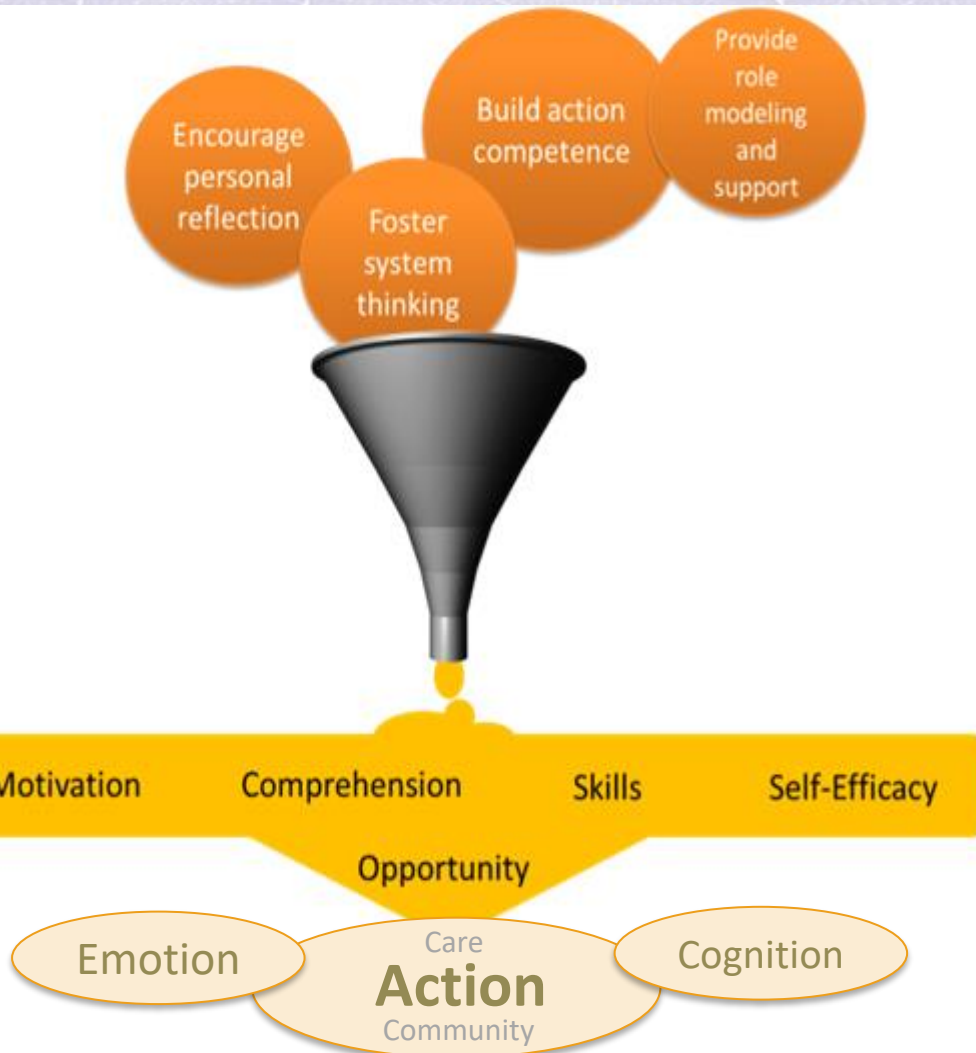 Encourage
personal
reflection
Foster
system
thinking
Build action
competence
Provide
role
modeling
and
support
Motivation Comprehension Skills Self-Efficacy
Opportunity
Emotion
Care
Action
Community
Cognition